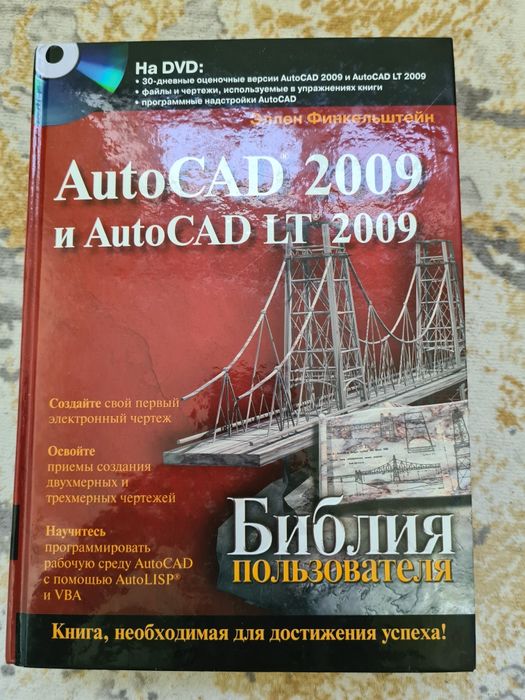 На DVD:
• 30-дневные оценочные версии AutoCAD 2009 и AutoCAD LT 2009
• файлы и чертежи, используемые в упражнениях книги
• программные надстройки AutoCAD
Эллен Финкельштейн
AutoCAD® 2009
и AutoCAD LT® 2009
Создайте свой первый
электронный чертеж
Освойте
приемы создания
двухмерных и
трехмерных чертежей
Научитесь
программировать
рабочую среду AutoCAD
с помощью AutoLISP®
и VBA
Библия
пользователя
Книга, необходимая для достижения успеха!